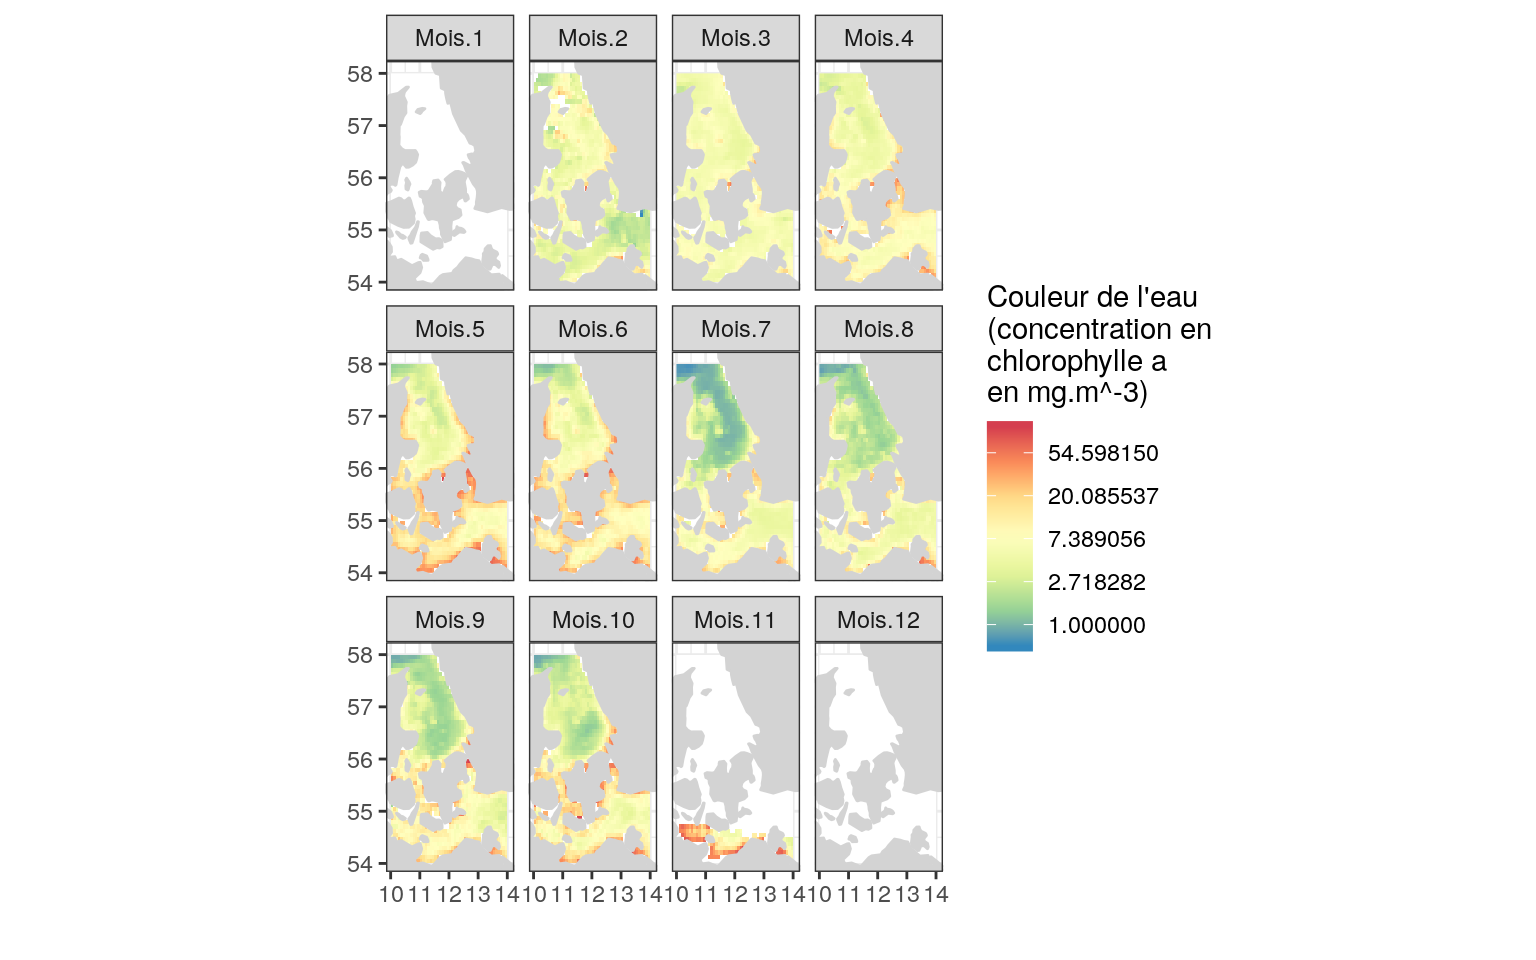 Mois.1 Mois.2 Mois.3 Mois.4
58
57
56
55
54
Mois.5 Mois.6 Mois.7 Mois.8
58
57
56
55
54
Mois.9 Mois.10 Mois.11 Mois.12
58
57
56
55
54
10 11 12 13 14 10 11 12 13 14 10 11 12 13 14 10 11 12 13 14
Couleur de l'eau
(concentration en
chlorophylle a
en mg.m^-3)
54.598150
20.085537
7.389056
2.718282
1.000000